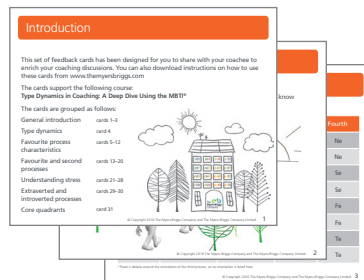 Introduction
This set of feedback cards has been designed for you to share with your coachee to
enrich your coaching discussions. You can also download instructions on how to use
these cards from www.themyersbriggs.com
The cards support the following course:
Type Dynamics in Coaching: A Deep Dive Using the MBTI®
The cards are grouped as follows:
General introduction cards 1–3
Type dynamics card 4
Favourite process cards 5–12
characteristics
Favourite and second cards 13–20
processes
Understanding stress cards 21–28
Extraverted and cards 29–30
introverted processes
Core quadrants card 31
© Copyright 2018 The Myers-Briggs Company and The Myers-Briggs Company Limited 1
know
© Copyright 2018 The Myers-Briggs Company and The Myers-Briggs Company Limited 2
Fourth
Ne
Ne
Se
Se
Fe
Fe
Te
Te
© Copyright 2018 The Myers-Briggs Company and The Myers-Briggs Company Limited 3